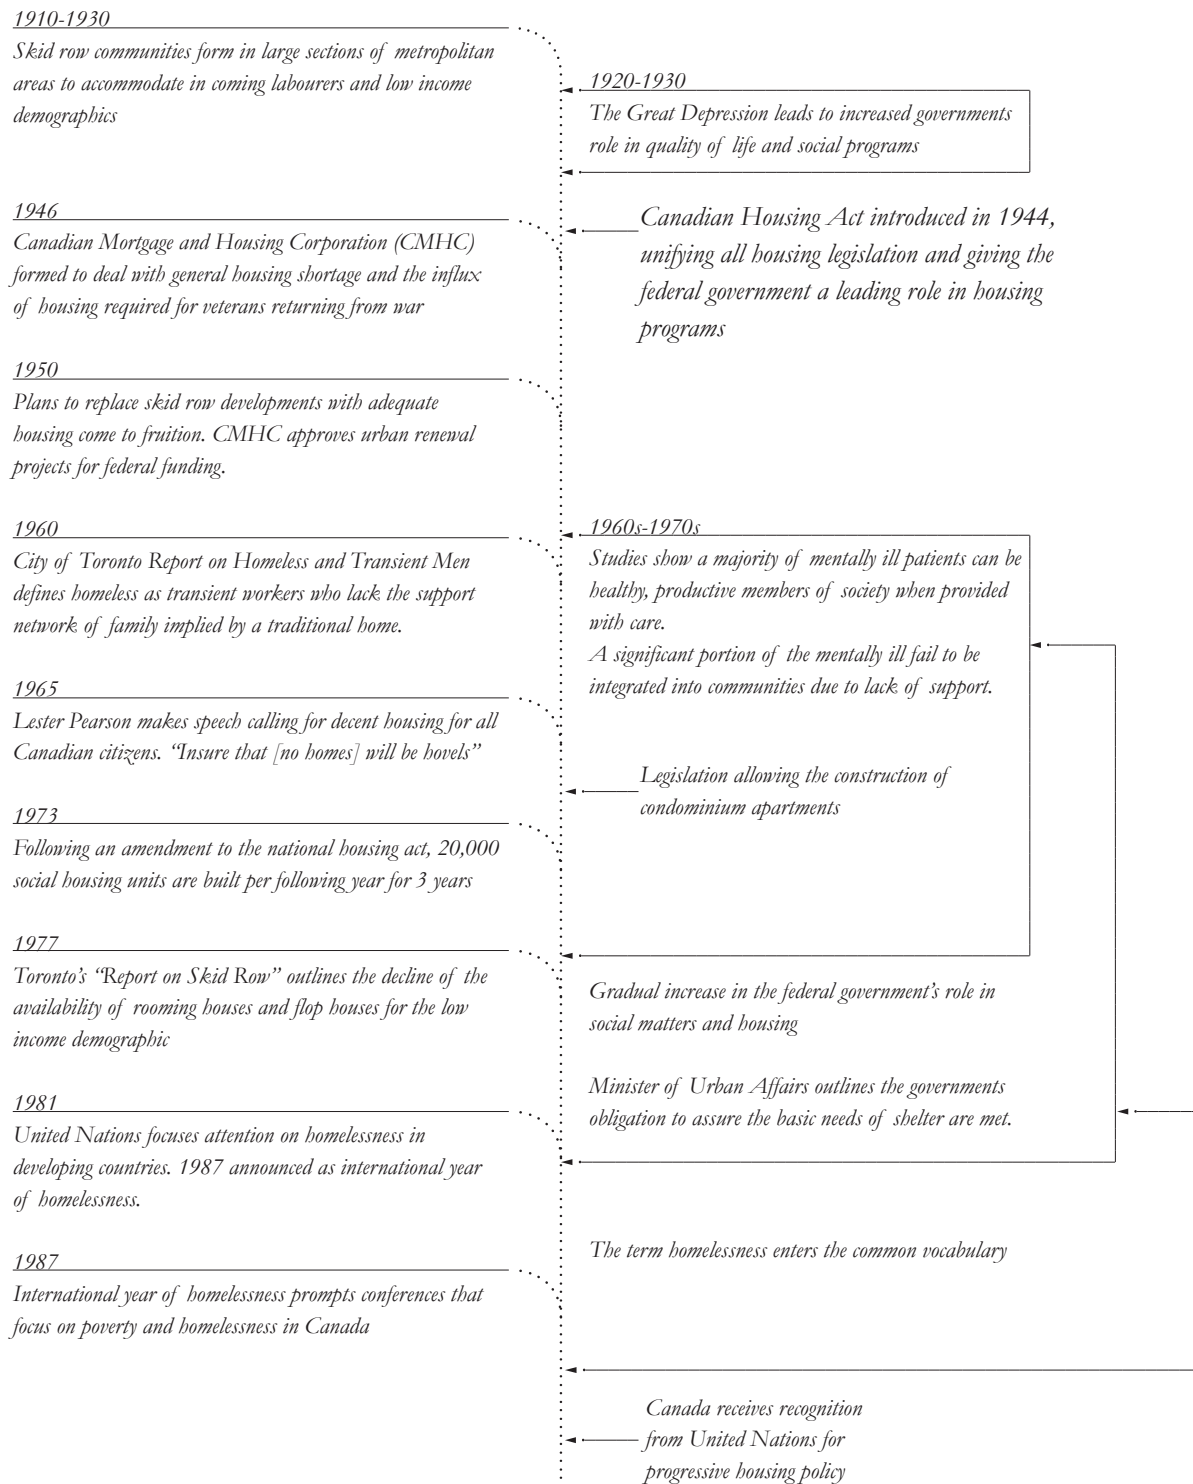 1910-1930
Skid row communities form in large sections of metropolitan
areas to accommodate in coming labourers and low income
demographics
1920-1930
The Great Depression leads to increased governments
role in quality of life and social programs
1946
Canadian Mortgage and Housing Corporation (CMHC)
formed to deal with general housing shortage and the influx
of housing required for veterans returning from war
Canadian Housing Act introduced in 1944,
unifying all housing legislation and giving the
federal government a leading role in housing
programs
1950
Plans to replace skid row developments with adequate
housing come to fruition. CMHC approves urban renewal
projects for federal funding.
1960
City of Toronto Report on Homeless and Transient Men
defines homeless as transient workers who lack the support
network of family implied by a traditional home.
1960s-1970s
Studies show a majority of mentally ill patients can be
healthy, productive members of society when provided
with care.
A significant portion of the mentally ill fail to be
integrated into communities due to lack of support.
1965
Lester Pearson makes speech calling for decent housing for all
Canadian citizens. “Insure that [no homes] will be hovels”
Legislation allowing the construction of
condominium apartments
1973
Following an amendment to the national housing act, 20,000
social housing units are built per following year for 3 years
1977
Toronto’s “Report on Skid Row” outlines the decline of the
availability of rooming houses and flop houses for the low
income demographic
Gradual increase in the federal government’s role in
social matters and housing
Minister of Urban Affairs outlines the governments
obligation to assure the basic needs of shelter are met.
1981
United Nations focuses attention on homelessness in
developing countries. 1987 announced as international year
of homelessness.
The term homelessness enters the common vocabulary
1987
International year of homelessness prompts conferences that
focus on poverty and homelessness in Canada
Canada receives recognition
from United Nations for
progressive housing policy